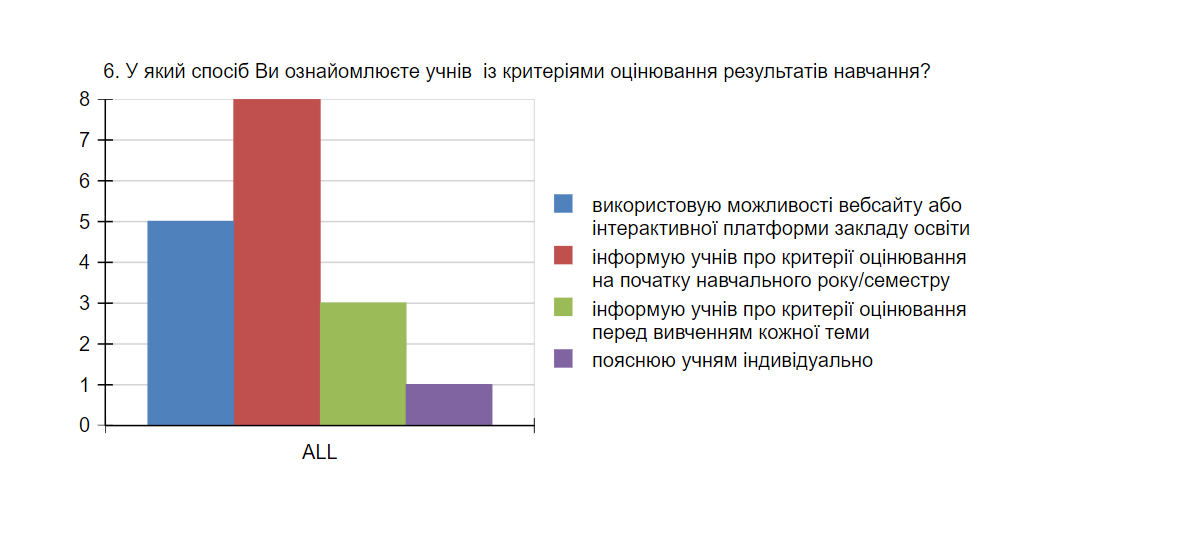 6. У який спосіб Ви ознайомлюєте учнів  із критеріями оцінювання результатів навчання?
8
7
6
5
4
3
2
1
0
ALL
використовую можливості вебсайту або
інтерактивної платформи закладу освіти
інформую учнів про критерії оцінювання
на початку навчального року/семестру
інформую учнів про критерії оцінювання
перед вивченням кожної теми
пояснюю учням індивідуально